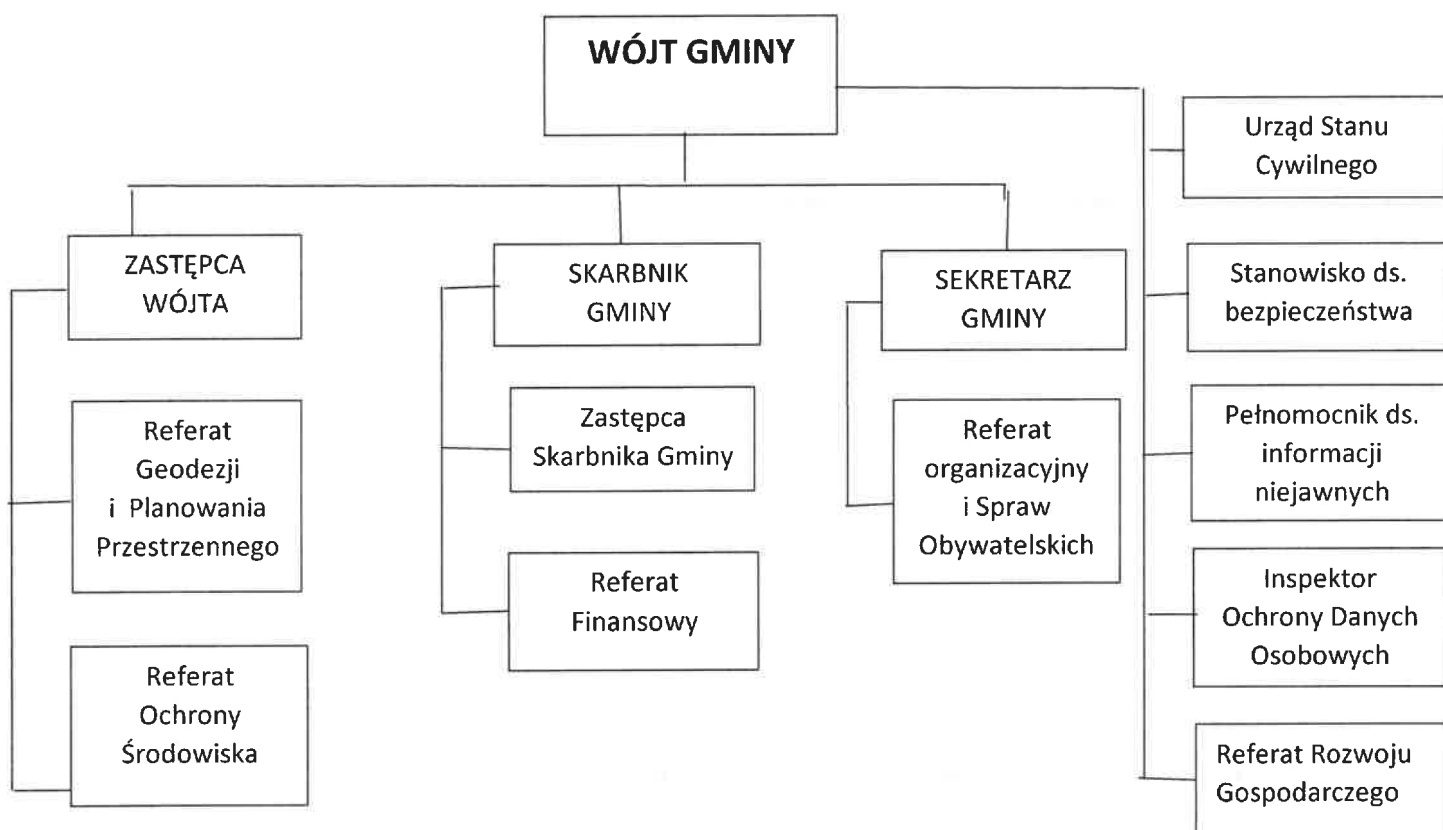 WÓJT GMINY
ZASTĘPCA
WÓJTA
Referat
Geodezji
i Planowania
Przestrzennego
Referat
Ochrony
Środowiska
SKARBNIK
GMINY
Zastępca
Skarbnika Gminy
Referat
Finansowy
SEKRETARZ
GMINY
Referat
organizacyjny
i Spraw
Obywatelskich
Urząd Stanu
Cywilnego
Stanowisko ds.
bezpieczeństwa
Pełnomocnik ds.
informacji
niejawnych
Inspektor
Ochrony Danych
Osobowych
Referat Rozwoju
Gospodarczego